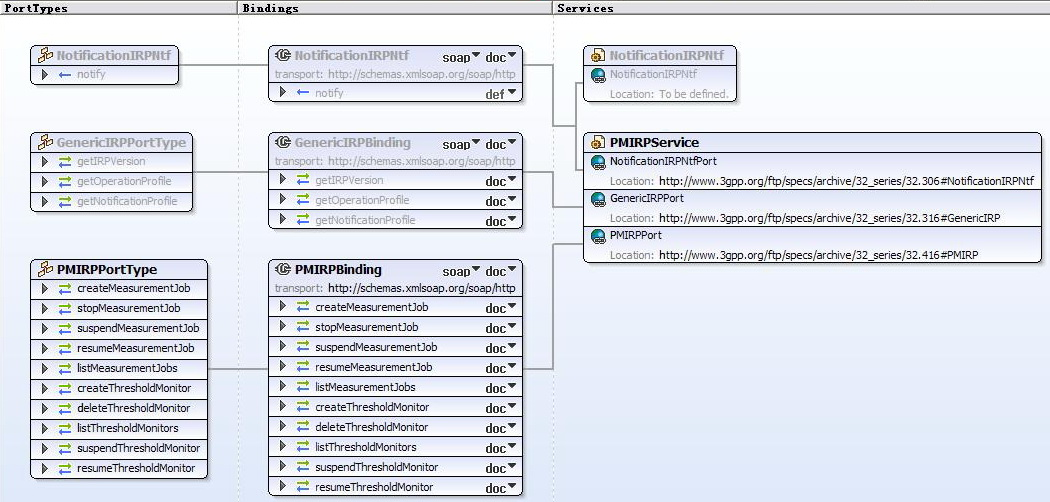 PortTypes
Bindings
Services
NotificationIRPNtf
notify
GenericIRPPortType
getIRPVersion
getOperationProfile
getNotificationProfile
PMIRPPortType
createMeasurementJob
stopMeasurementJob
suspendMeasurementJob
resumeMeasurementJob
listMeasurementJobs
createThresholdMonitor
deleteThresholdMonitor
listThresholdMonitors
suspendThresholdMonitor
resumeThresholdMonitor
NotificationIRPNtf soap doc
transport: http://schemas.xmlsoap.org/soap/http
notify def
GenericIRPBinding soap doc
transport: http://schemas.xmlsoap.org/soap/http
getIRPVersion doc
getOperationProfile doc
getNotificationProfile doc
PMIRPBinding soap doc
transport: http://schemas.xmlsoap.org/soap/http
createMeasurementJob doc
stopMeasurementJob doc
suspendMeasurementJob doc
resumeMeasurementJob doc
listMeasurementJobs doc
createThresholdMonitor doc
deleteThresholdMonitor doc
listThresholdMonitors doc
suspendThresholdMonitor doc
resumeThresholdMonitor doc
NotificationIRPNtf
NotificationIRPNtf
Location: To be defined.
PMIRPService
NotificationIRPNtfPort
Location: http://www.3gpp.org/ftp/specs/archive/32_series/32.306#NotificationIRPNtf
GenericIRPPort
Location: http://www.3gpp.org/ftp/specs/archive/32_series/32.316#GenericIRP
PMIRPPort
Location: http://www.3gpp.org/ftp/specs/archive/32_series/32.416#PMIRP